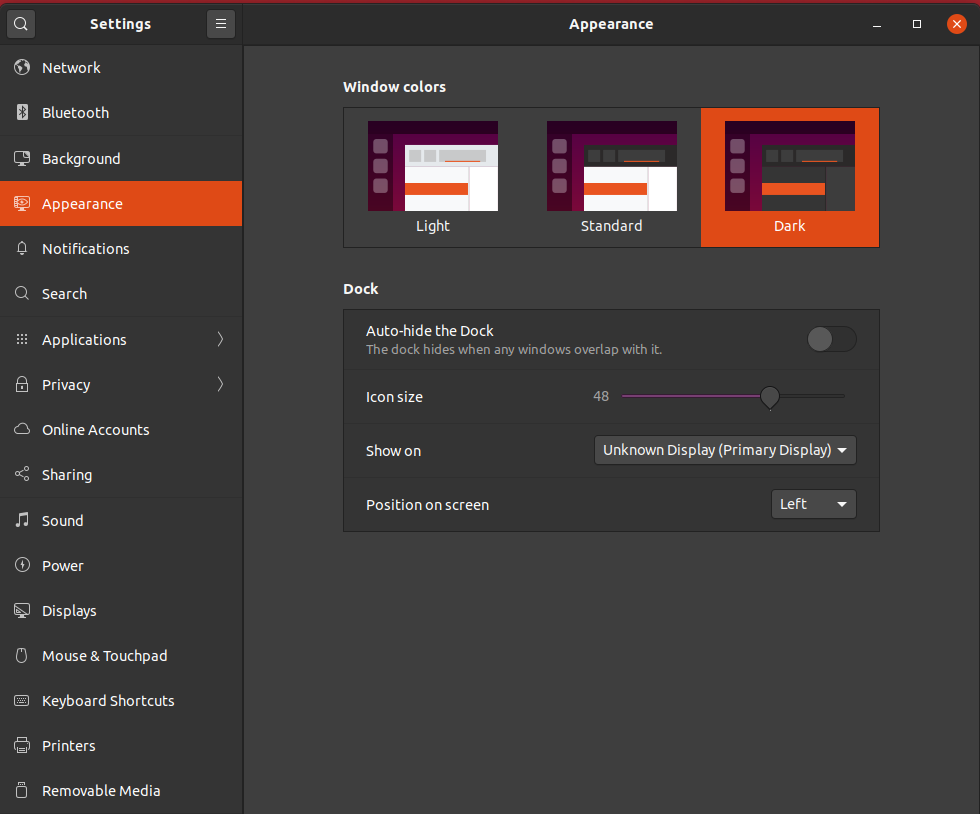 Settings
Appearance
Network
Bluetooth
Background
Appearance
Notifications
Search
Applications
Privacy
Online Accounts
Sharing
Sound
Power
Displays
Mouse & Touchpad
Keyboard Shortcuts
Printers
Removable Media
Window colors
Light
Standard
Dark
Dock
Auto-hide the Dock
The dock hides when any windows overlap with it.
Icon size
48
Show on
Unknown Display (Primary Display)
Position on screen
Left